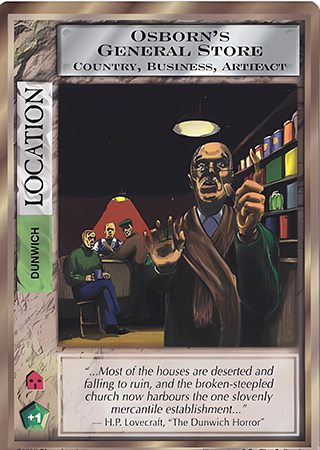 OSBORN'S
GENERAL STORE
COUNTRY, BUSINESS, ARTIFACT
LOCATION
DUNWICH
+1
"...Most of the houses are deserted and
falling to ruin, and the broken-steepled
church now harbours the one slovenly
mercantile establishment..."
— H.P. Lovecraft, "The Dunwich Horror"